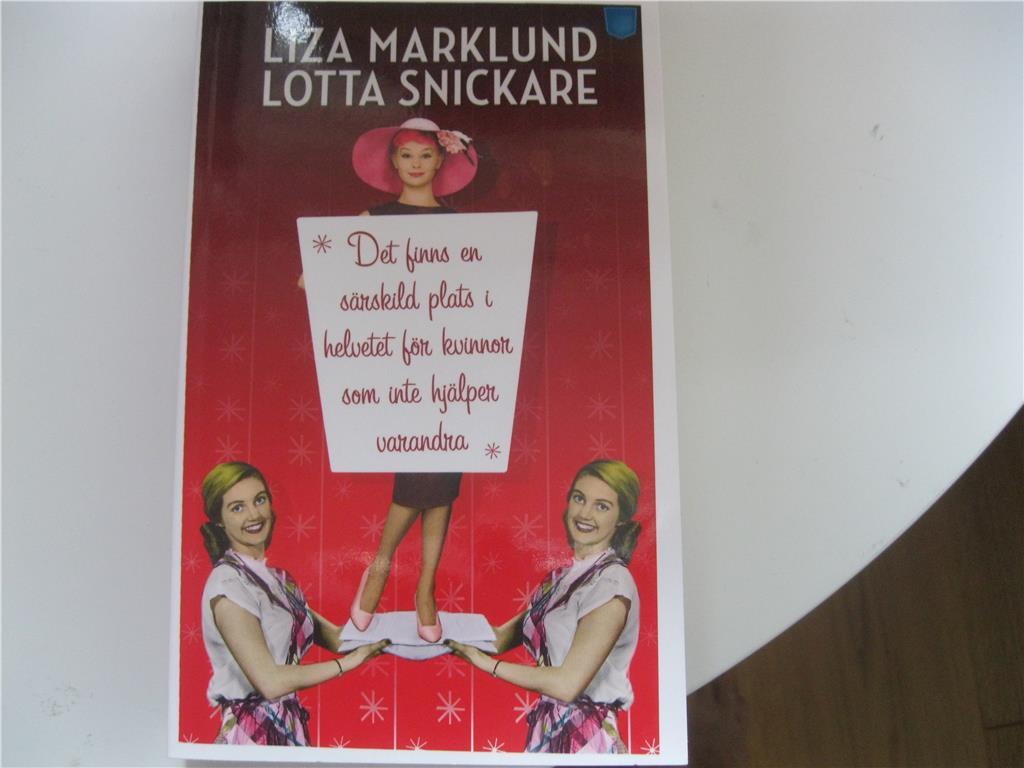 LIZA MARKLUND
LOTTA SNICKARE
* Det finns en
särskild plats i
helvetet för kvinnor
som inte hjälper
varandra *